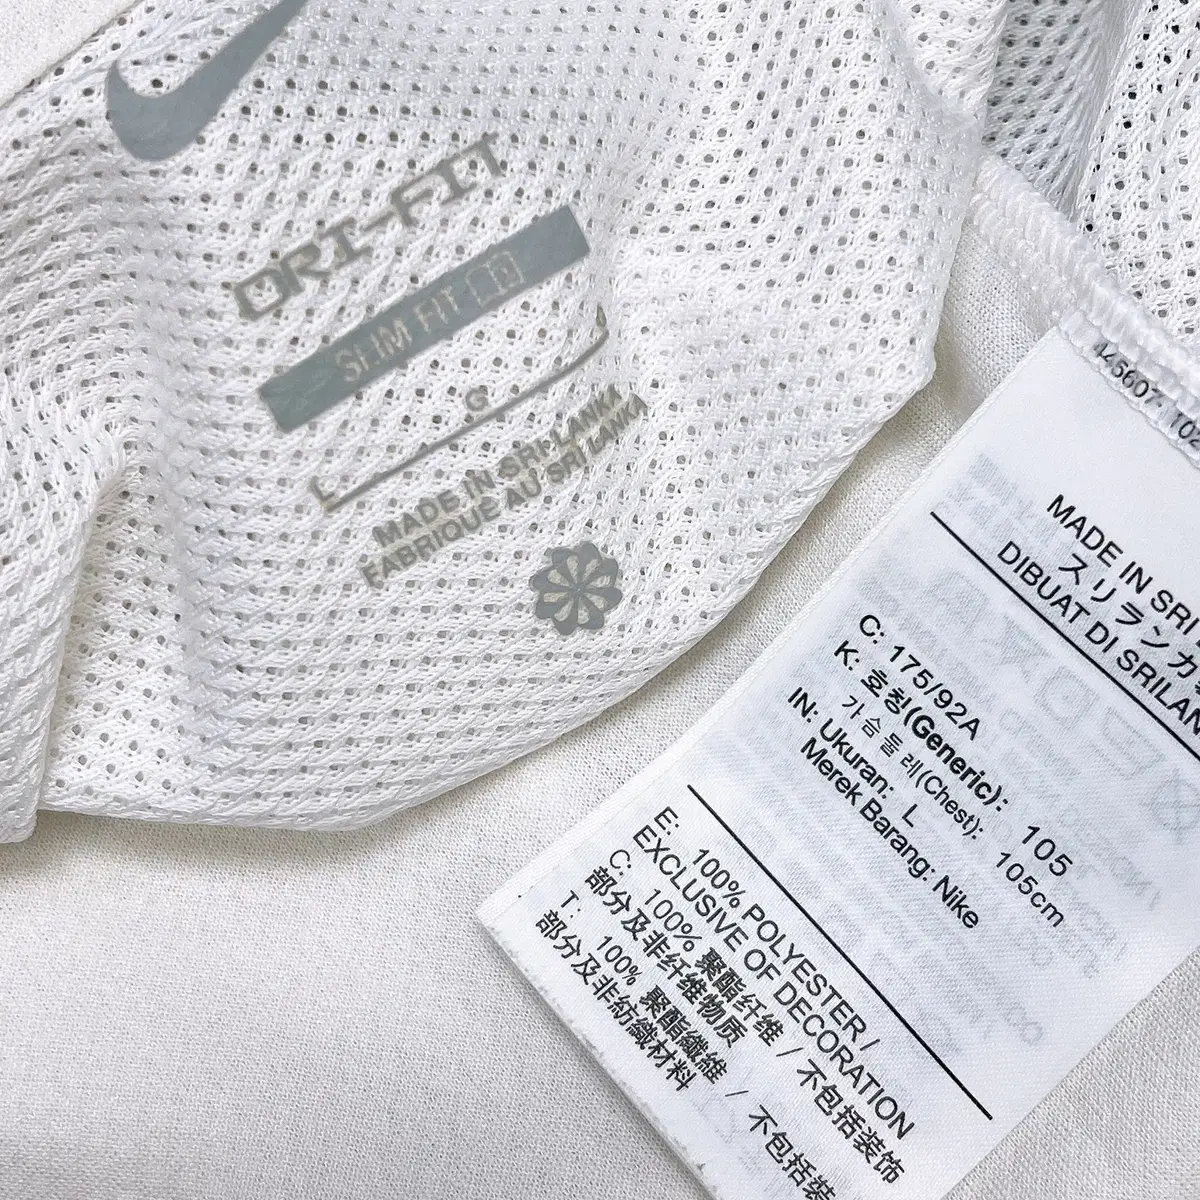 DRI-FIT
SLIM FIT
G
L
MADE IN SRI LANKA
FABRIQUE AU SRI LANKA
MADE IN SRI
スリランカ
DIBUAT DI SRILAN
C: 175/92A
K: 호칭(Generic): 105
가슴둘레(Chest): 105cm
IN: Ukuran: L
Merek Barang: Nike
E: 100% POLYESTER /
EXCLUSIVE OF DECORATION
C: 100% 聚酯纤维 / 不包括装饰
部分及非纤维物质
T: 100% 聚酯纖維 / 不包括裝
部分及非紡織材料